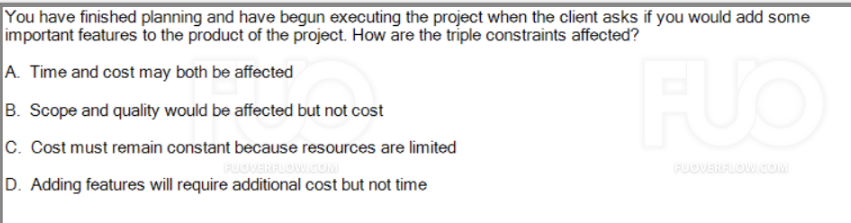 You have finished planning and have begun executing the project when the client asks if you would add some
important features to the product of the project. How are the triple constraints affected?
A. Time and cost may both be affected
B. Scope and quality would be affected but not cost
C. Cost must remain constant because resources are limited
D. Adding features will require additional cost but not time
FUO
FUOVERFLOW.COM
FUO
FUOVERFLOW.COM